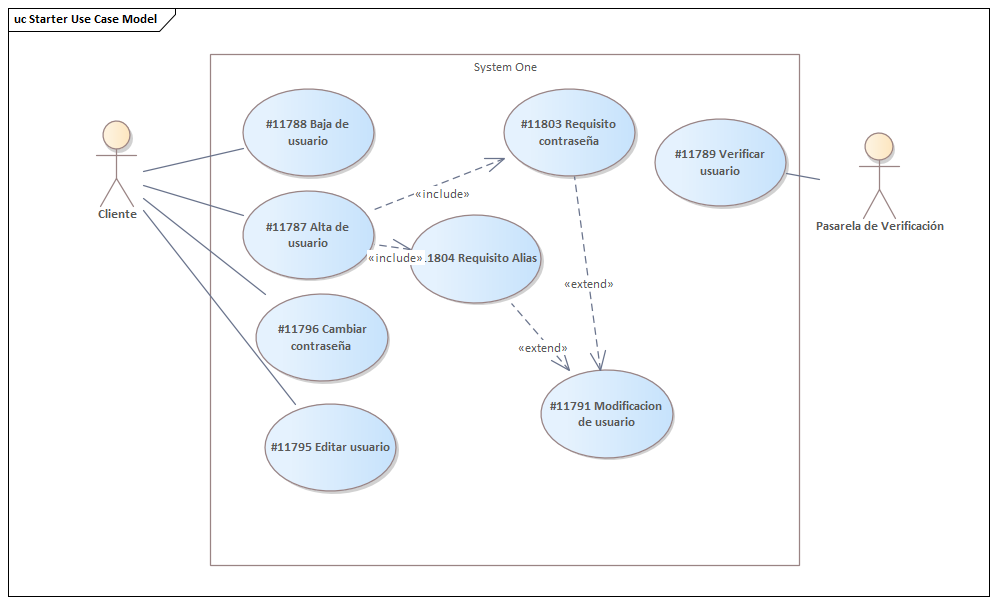 uc Starter Use Case Model
System One
#11788 Baja de
usuario
#11803 Requisito
contraseña
#11789 Verificar
usuario
Cliente
«include»
#11787 Alta de
usuario
Pasarela de Verificación
«include»
.1804 Requisito Alias
«extend»
#11796 Cambiar
contraseña
«extend»
#11791 Modificacion
de usuario
#11795 Editar usuario